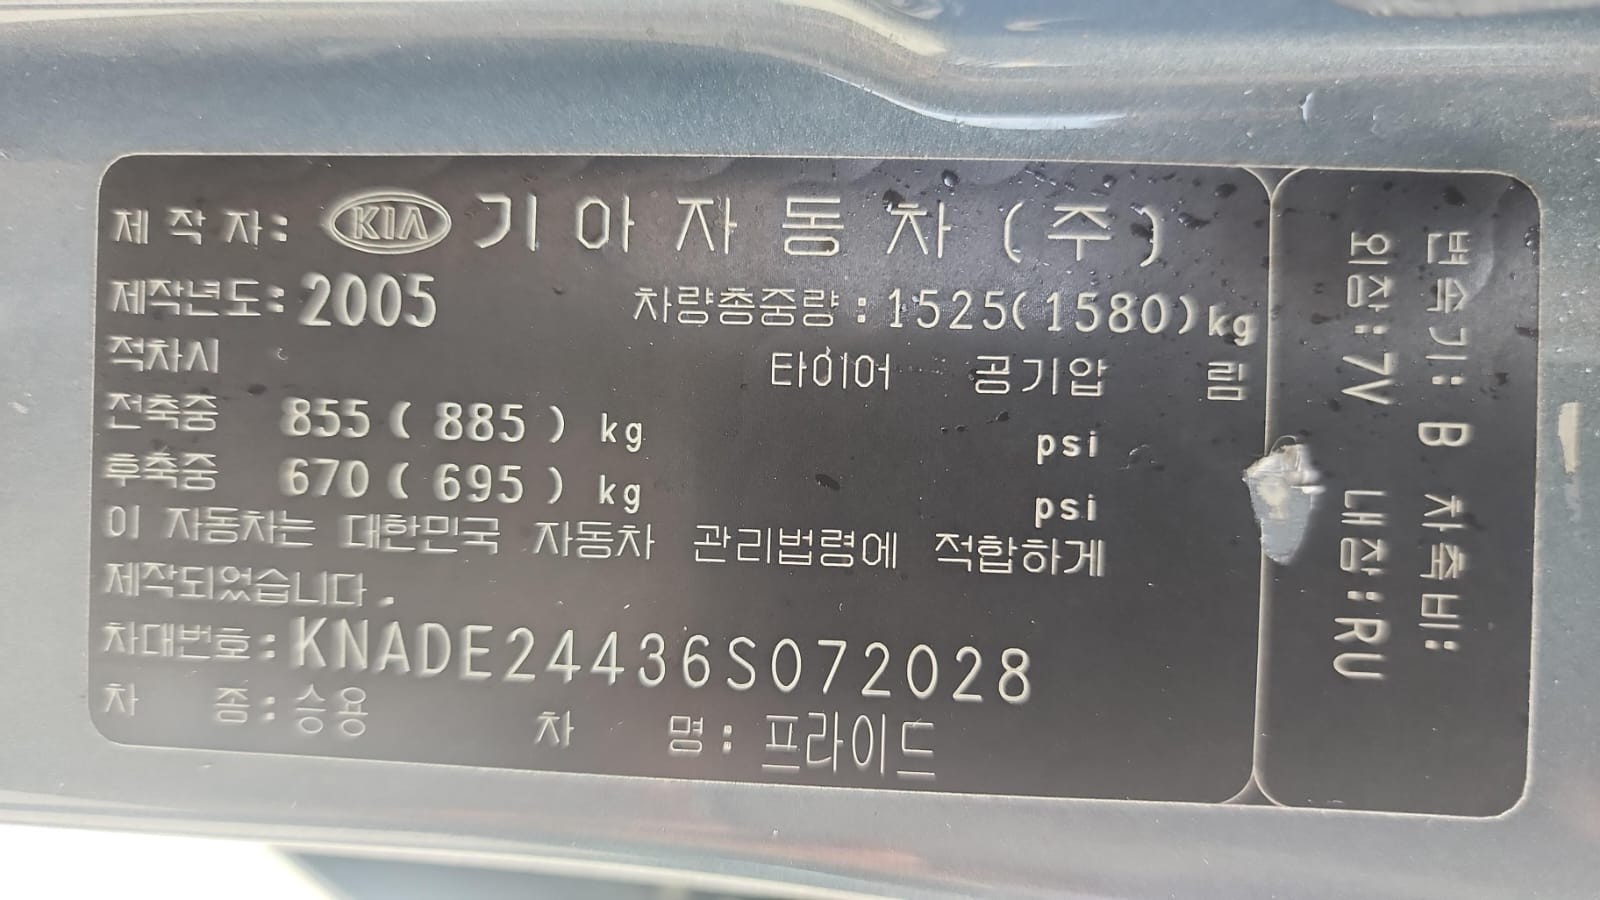 제 작 자: KIA 기 아 자 동 차 (주)
제작년도: 2005 차량총중량: 1525(1580)kg
적차시 타이어 공기압 림
전축중 855 ( 885 ) kg psi
후축중 670 ( 695 ) kg psi
이 자동차는 대한민국 자동차 관리법령에 적합하게
제작되었습니다.
차대번호: KNADE24436S072028
차 종: 승용 차 명: 프라이드
변속기: B 차축비:
외장: 7V 내장: RU